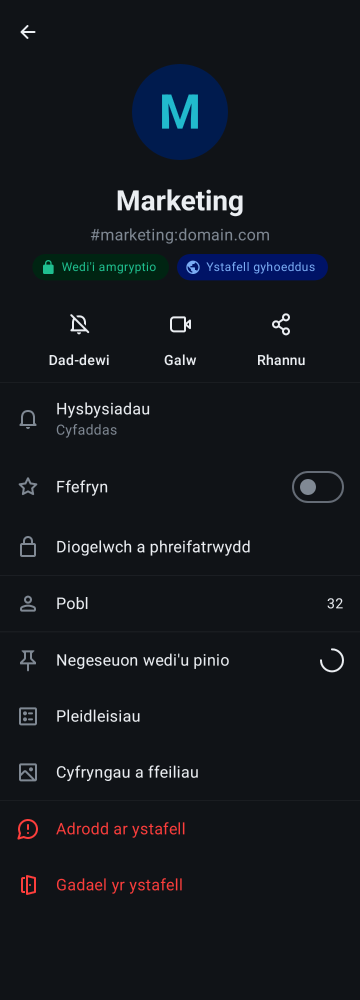 M
Marketing
#marketing:domain.com
Wedi'i amgryptio
Ystafell gyhoeddus
Dad-dewi
Galw
Rhannu
Hysbysiadau
Cyfaddas
Ffefryn
Diogelwch a phreifatrwydd
Pobl
32
Negeseuon wedi'u pinio
Pleidleisiau
Cyfryngau a ffeiliau
Adrodd ar ystafell
Gadael yr ystafell